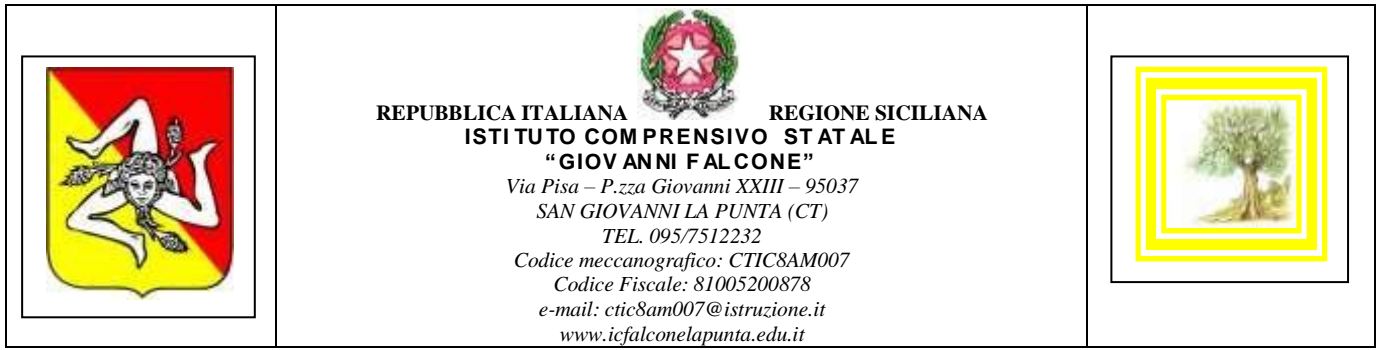 REPUBBLICA ITALIANA REGIONE SICILIANA
ISTITUTO COMPRENSIVO STATALE
“GIOVANNI FALCONE”
Via Pisa – P.zza Giovanni XXIII – 95037
SAN GIOVANNI LA PUNTA (CT)
TEL. 095/7512232
Codice meccanografico: CTIC8AM007
Codice Fiscale: 81005200878
e-mail: ctic8am007@istruzione.it
www.icfalconelapunta.edu.it